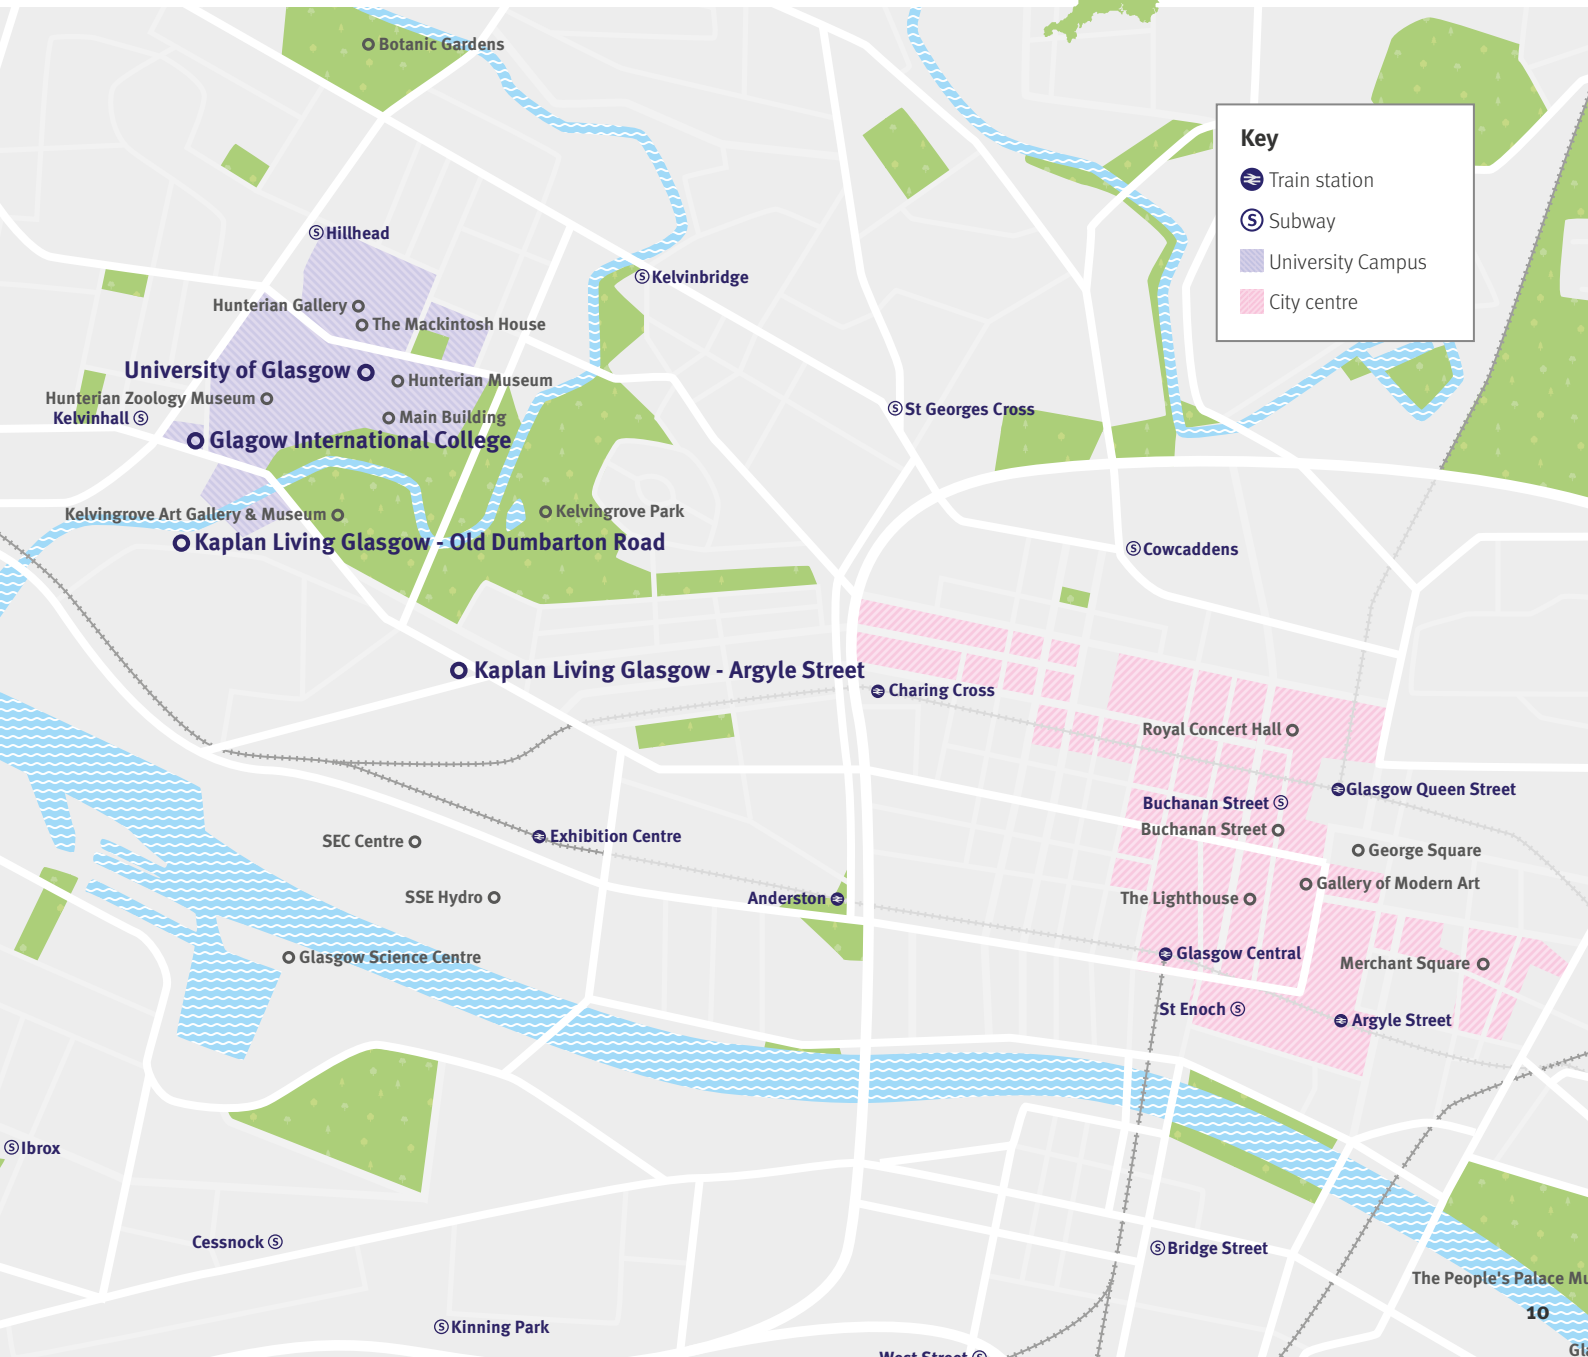 Botanic Gardens
Key
Train station
S Subway
University Campus
City centre
S Hillhead
S Kelvinbridge
Hunterian Gallery
The Mackintosh House
University of Glasgow
Hunterian Museum
Hunterian Zoology Museum
Kelvinhall S
Main Building
S St Georges Cross
Glagow International College
Kelvingrove Art Gallery & Museum
Kelvingrove Park
Kaplan Living Glasgow - Old Dumbarton Road
S Cowcaddens
Kaplan Living Glasgow - Argyle Street
Charing Cross
Royal Concert Hall
Glasgow Queen Street
Buchanan Street S
Buchanan Street
Exhibition Centre
SEC Centre
George Square
Gallery of Modern Art
SSE Hydro
Anderston
The Lighthouse
Glasgow Science Centre
Glasgow Central
Merchant Square
St Enoch S
Argyle Street
S Ibrox
Cessnock S
S Bridge Street
The People's Palace Mu
10
S Kinning Park
West Street S
Gl